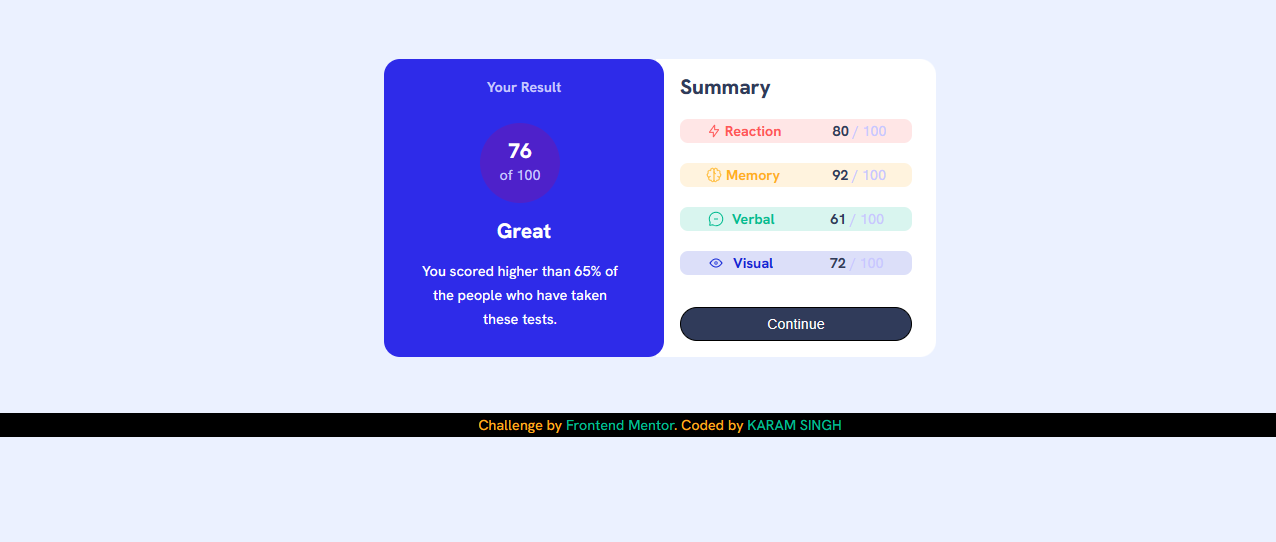 Your Result
76
of 100
Great
You scored higher than 65% of
the people who have taken
these tests.
Summary
Reaction 80 / 100
Memory 92 / 100
Verbal 61 / 100
Visual 72 / 100
Continue
Challenge by Frontend Mentor. Coded by KARAM SINGH